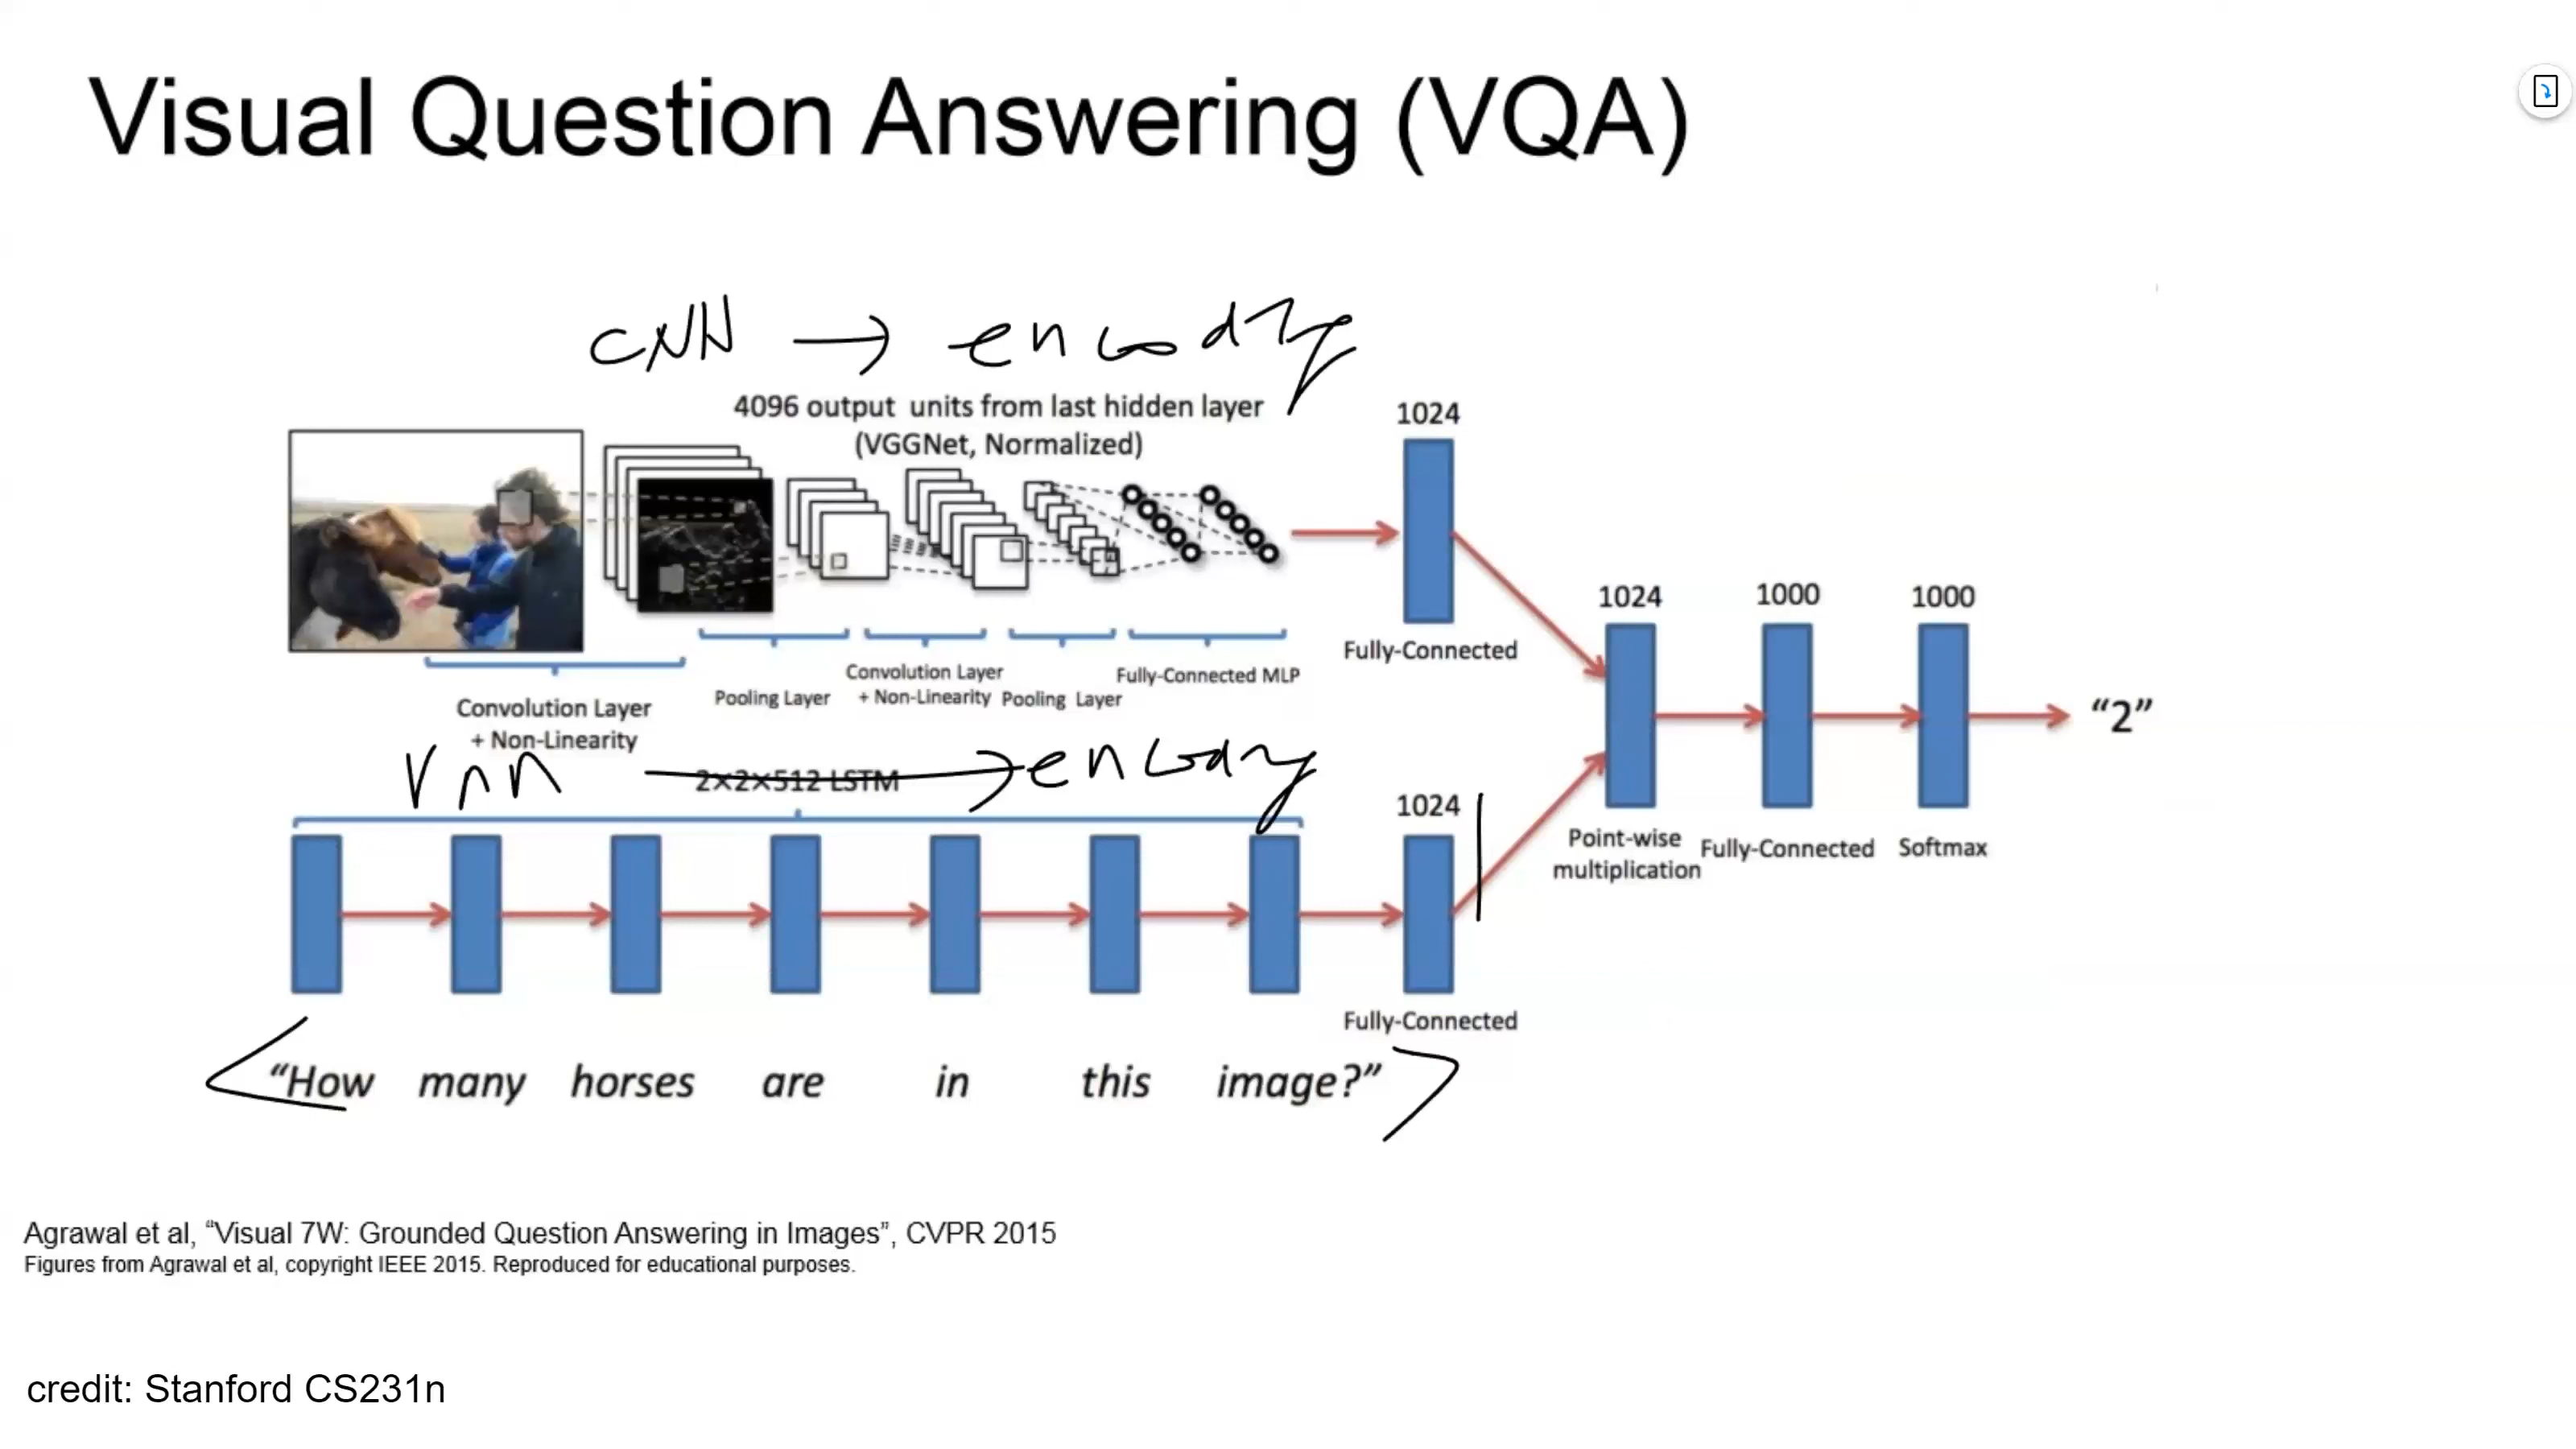 Visual Question Answering (VQA)
CNN → encoding
4096 output units from last hidden layer
(VGGNet, Normalized)
1024
Fully-Connected
Convolution Layer
+ Non-Linearity
Pooling Layer
Convolution Layer
+ Non-Linearity
Pooling Layer
Fully-Connected MLP
rnn → encoding
2×2×512 LSTM
1024
Fully-Connected
1024
Point-wise
multiplication
1000
Fully-Connected
1000
Softmax
“2”
“How many horses are in this image?”
Agrawal et al, “Visual 7W: Grounded Question Answering in Images”, CVPR 2015
Figures from Agrawal et al, copyright IEEE 2015. Reproduced for educational purposes.
credit: Stanford CS231n